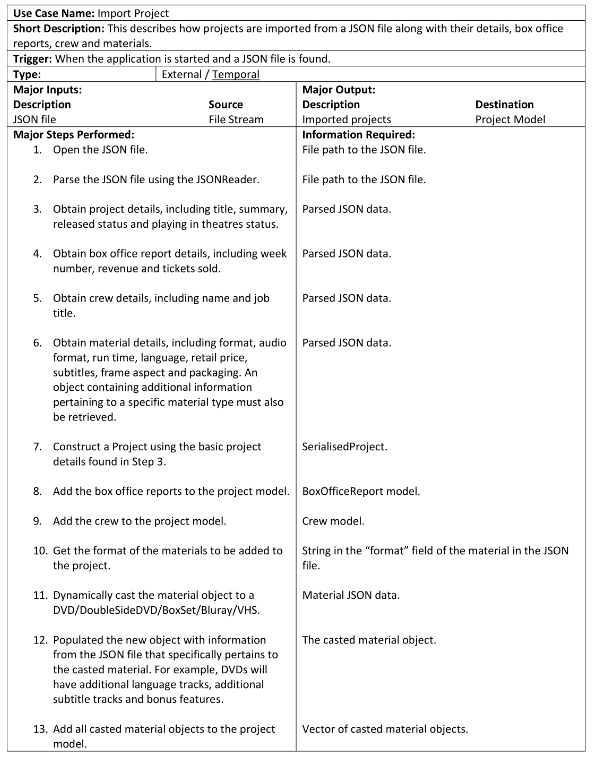 Use Case Name: Import Project
Short Description: This describes how projects are imported from a JSON file along with their details, box office
reports, crew and materials.
Trigger: When the application is started and a JSON file is found.
Type: External / Temporal
Major Inputs:
Description Source
JSON file File Stream
Major Output:
Description Destination
Imported projects Project Model
Major Steps Performed: Information Required:
1. Open the JSON file. File path to the JSON file.
2. Parse the JSON file using the JSONReader. File path to the JSON file.
3. Obtain project details, including title, summary, Parsed JSON data.
released status and playing in theatres status.
4. Obtain box office report details, including week Parsed JSON data.
number, revenue and tickets sold.
5. Obtain crew details, including name and job Parsed JSON data.
title.
6. Obtain material details, including format, audio Parsed JSON data.
format, run time, language, retail price,
subtitles, frame aspect and packaging. An
object containing additional information
pertaining to a specific material type must also
be retrieved.
7. Construct a Project using the basic project SerialisedProject.
details found in Step 3.
8. Add the box office reports to the project model. BoxOfficeReport model.
9. Add the crew to the project model. Crew model.
10. Get the format of the materials to be added to String in the “format” field of the material in the JSON
the project. file.
11. Dynamically cast the material object to a Material JSON data.
DVD/DoubleSideDVD/BoxSet/Bluray/VHS.
12. Populated the new object with information The casted material object.
from the JSON file that specifically pertains to
the casted material. For example, DVDs will
have additional language tracks, additional
subtitle tracks and bonus features.
13. Add all casted material objects to the project Vector of casted material objects.
model.